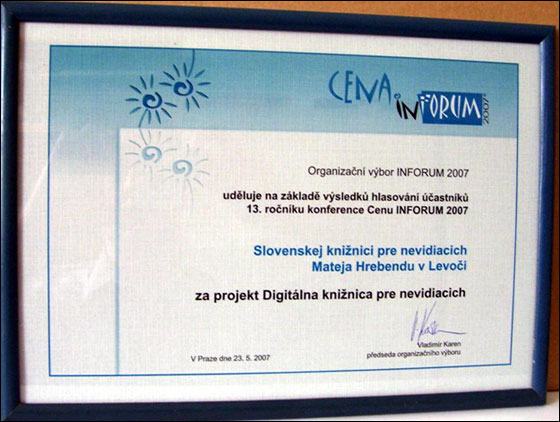 CENA INFORUM 2007
Organizační výbor INFORUM 2007
uděluje na základě výsledků hlasování účastníků
13. ročníku konference Cenu INFORUM 2007
Slovenskej knižnici pre nevidiacich
Mateja Hrebendu v Levoči
za projekt Digitálna knižnica pre nevidiacich
Vladimír Karen
předseda organizačního výboru
V Praze dne 23. 5. 2007